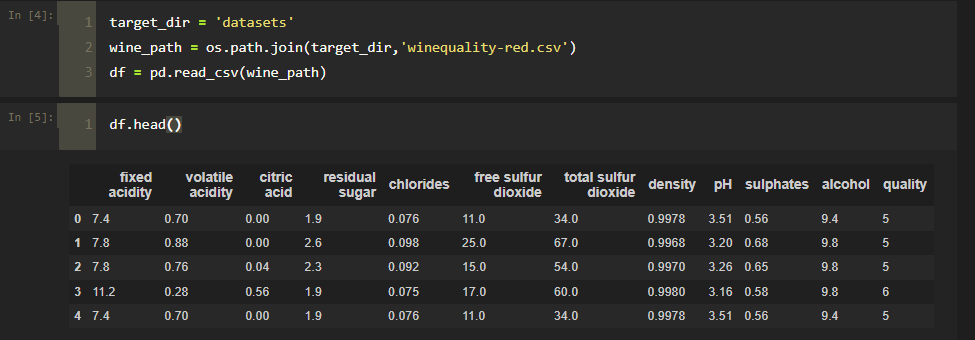 In [4]:
1 target_dir = 'datasets'
2 wine_path = os.path.join(target_dir,'winequality-red.csv')
3 df = pd.read_csv(wine_path)
In [5]:
1 df.head()
fixed acidity volatile acidity citric acid residual sugar chlorides free sulfur dioxide total sulfur dioxide density pH sulphates alcohol quality
0 7.4 0.70 0.00 1.9 0.076 11.0 34.0 0.9978 3.51 0.56 9.4 5
1 7.8 0.88 0.00 2.6 0.098 25.0 67.0 0.9968 3.20 0.68 9.8 5
2 7.8 0.76 0.04 2.3 0.092 15.0 54.0 0.9970 3.26 0.65 9.8 5
3 11.2 0.28 0.56 1.9 0.075 17.0 60.0 0.9980 3.16 0.58 9.8 6
4 7.4 0.70 0.00 1.9 0.076 11.0 34.0 0.9978 3.51 0.56 9.4 5